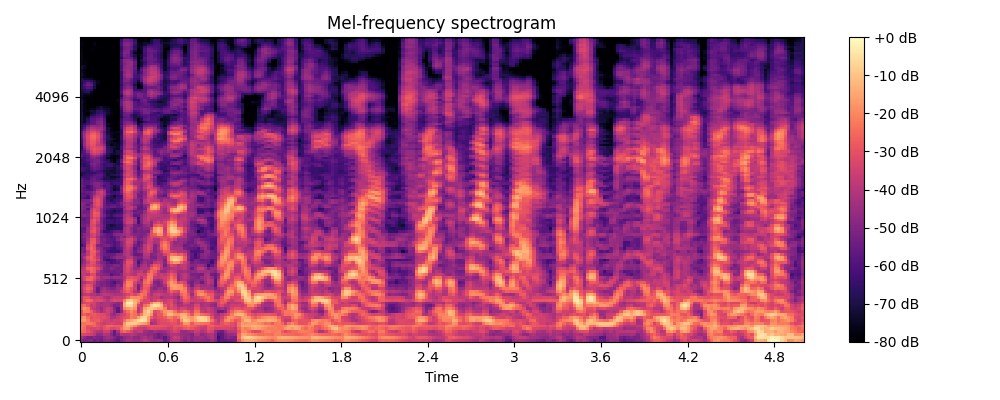 Mel-frequency spectrogram
+0 dB
4096
-10 dB
-20 dB
2048
-30 dB
Hz
1024
-40 dB
-50 dB
512
-60 dB
-70 dB
0
-80 dB
0 0.6 1.2 1.8 2.4 3 3.6 4.2 4.8
Time